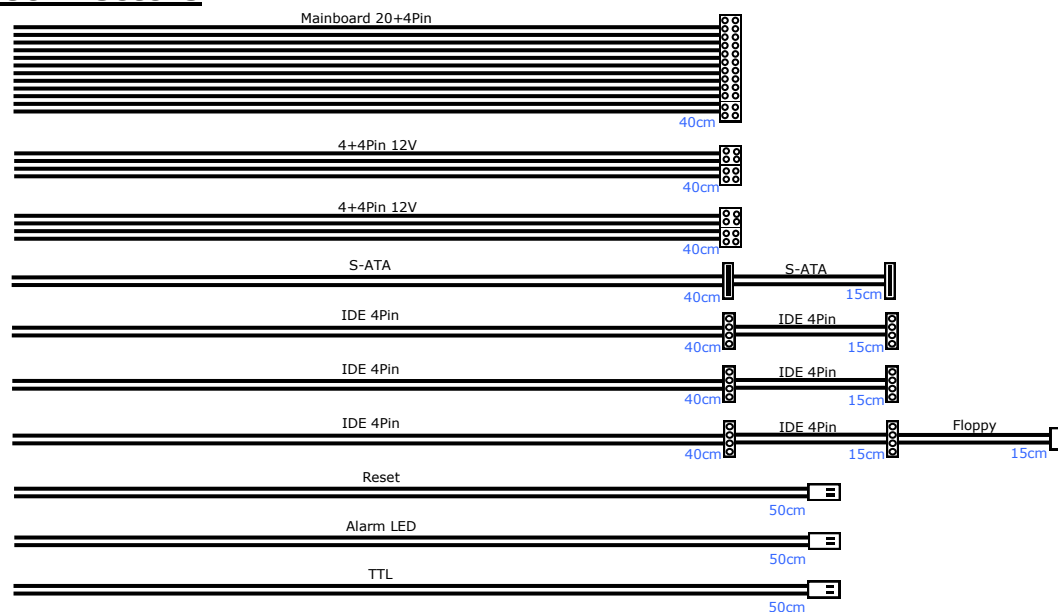 Mainboard 20+4Pin
40cm
4+4Pin 12V
40cm
4+4Pin 12V
40cm
S-ATA
S-ATA
40cm
15cm
IDE 4Pin
IDE 4Pin
40cm
15cm
IDE 4Pin
IDE 4Pin
40cm
15cm
IDE 4Pin
IDE 4Pin
Floppy
40cm
15cm
15cm
Reset
50cm
Alarm LED
50cm
TTL
50cm